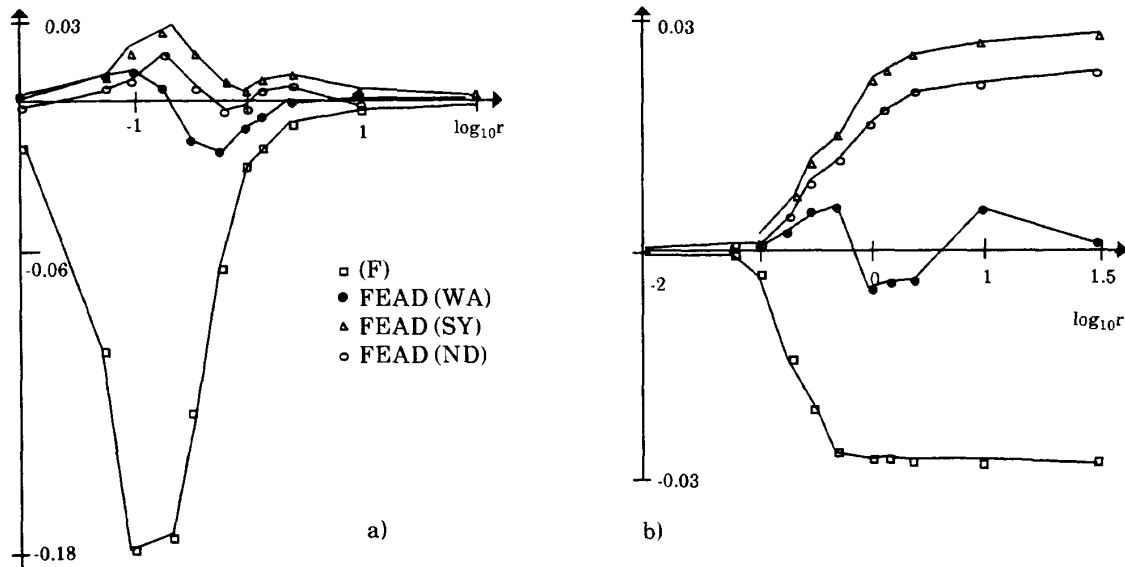 0.03
-1
1
log₁₀r
-0.06
(F)
FEAD (WA)
FEAD (SY)
FEAD (ND)
-0.18
a)
0.03
-2
0
1
1.5
log₁₀r
-0.03
b)